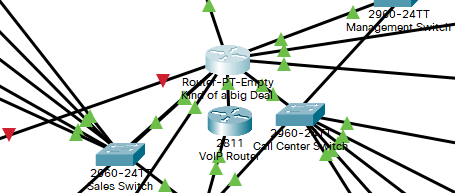 2960-24TT
Management Switch
Router-PT-Empty
Kind of a big Deal
2811
VoIP Router
2960-24TT
Call Center Switch
2960-24TT
Sales Switch